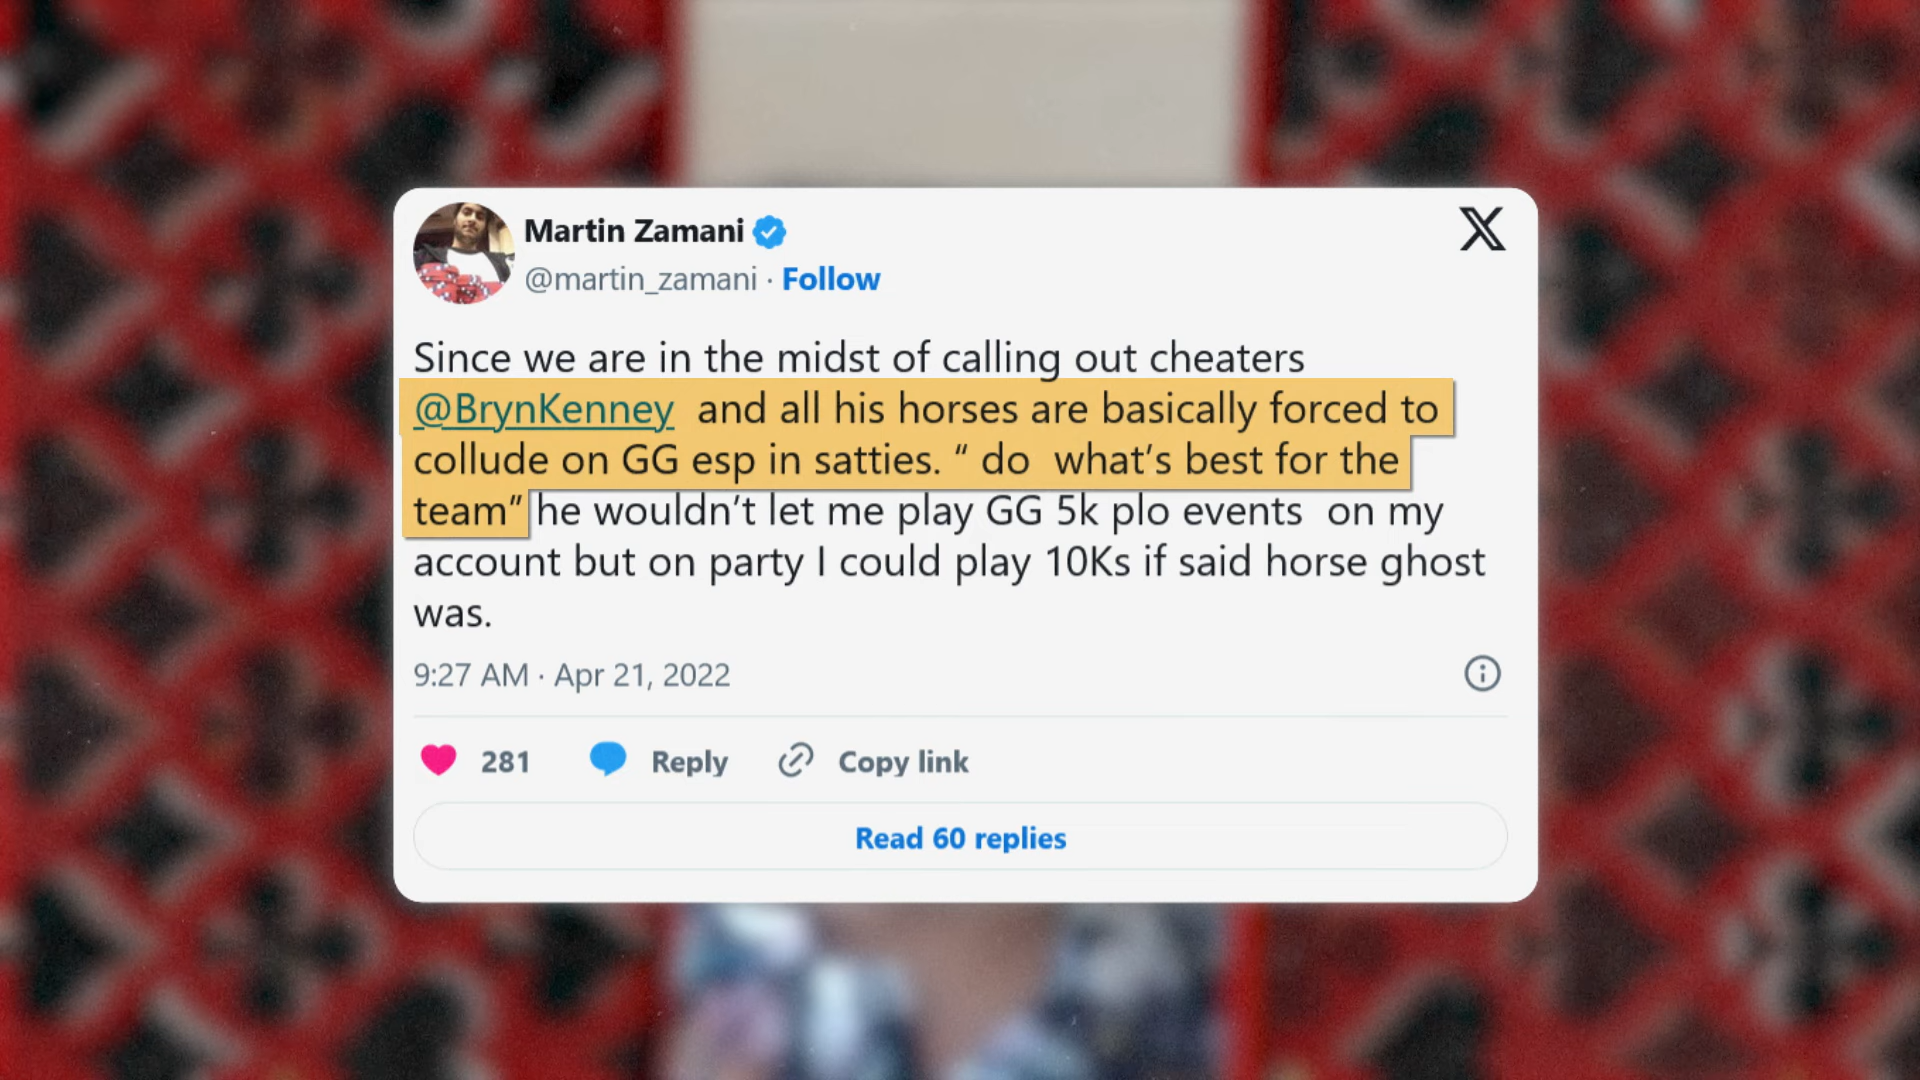 Martin Zamani
@martin_zamani · Follow
Since we are in the midst of calling out cheaters
@BrynKenney  and all his horses are basically forced to
collude on GG esp in satties. “ do  what’s best for the
team” he wouldn’t let me play GG 5k plo events  on my
account but on party I could play 10Ks if said horse ghost
was.
9:27 AM · Apr 21, 2022
281 Reply Copy link
Read 60 replies